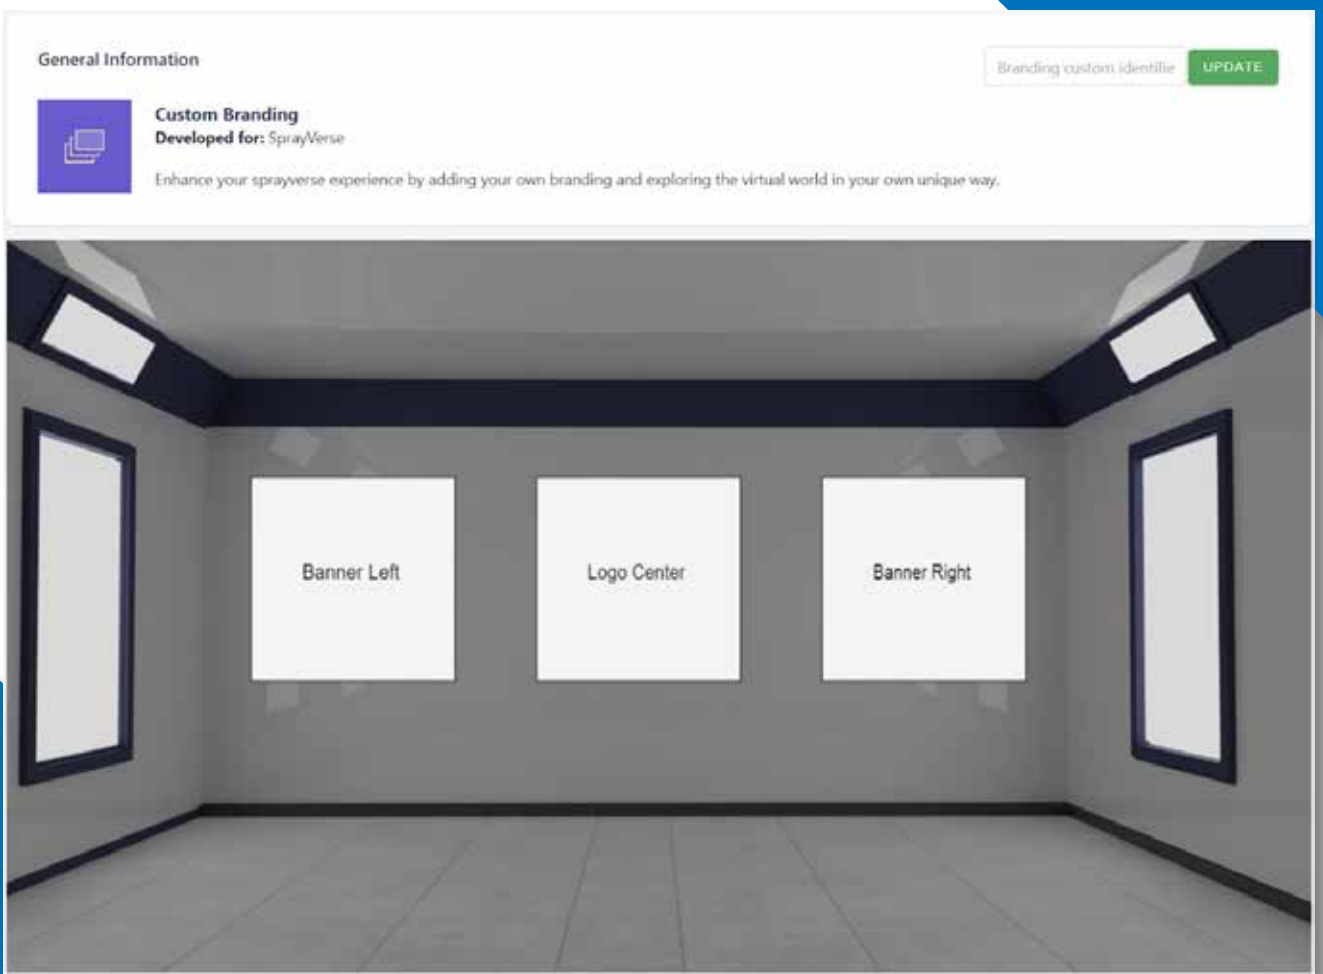 General Information
Branding custom identifie
UPDATE
Custom Branding
Developed for: SprayVerse
Enhance your sprayverse experience by adding your own branding and exploring the virtual world in your own unique way.
Banner Left
Logo Center
Banner Right